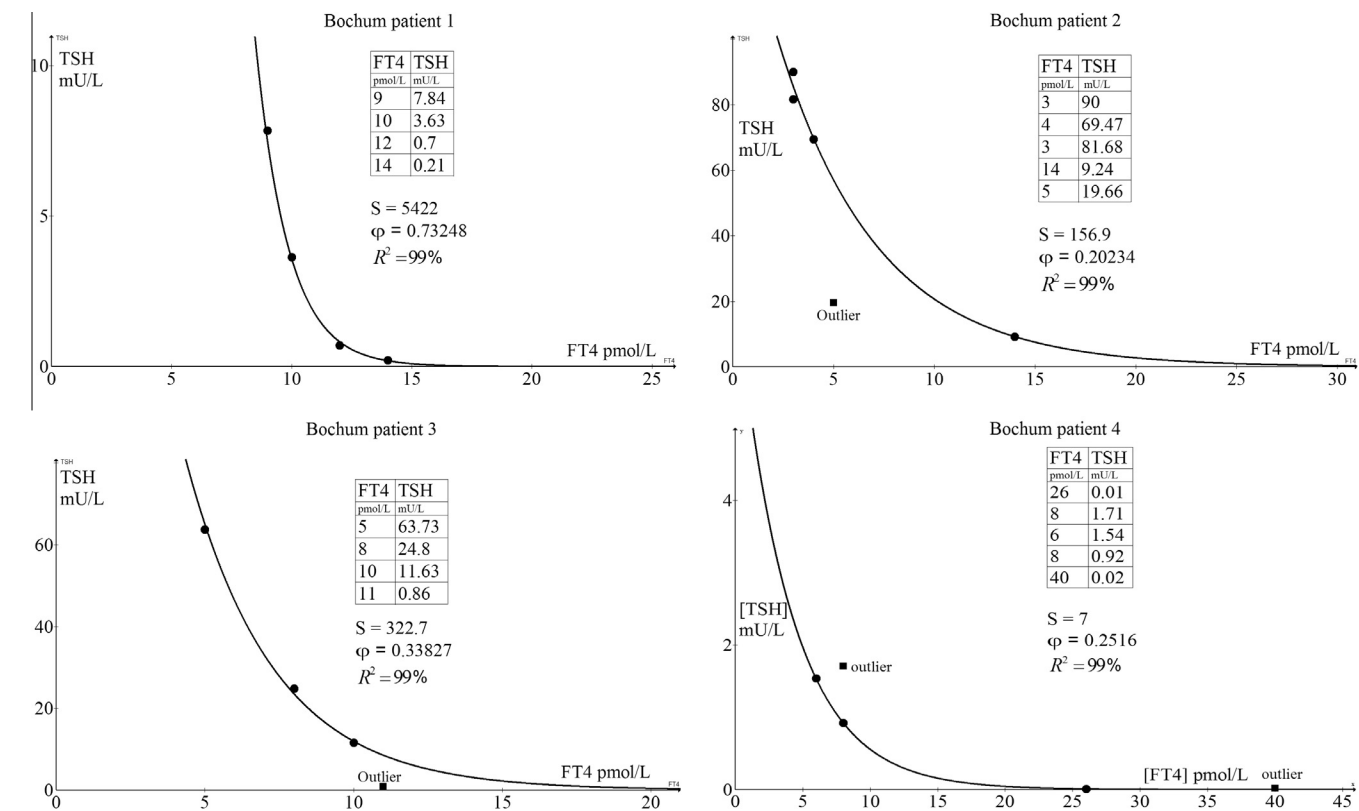 Bochum patient 1
TSH
TSH
mU/L
10
5
0
FT4 TSH
pmol/L mU/L
9 7.84
10 3.63
12 0.7
14 0.21
S = 5422
φ = 0.73248
R² =99%
FT4 pmol/L
FT4
0 5 10 15 20 25
Bochum patient 2
TSH
80
TSH
mU/L
60
40
20
0
FT4 TSH
pmol/L mU/L
3 90
4 69.47
3 81.68
14 9.24
5 19.66
S = 156.9
φ = 0.20234
R² =99%
Outlier
FT4 pmol/L
FT4
0 5 10 15 20 25 30
Bochum patient 3
TSH
TSH
mU/L
60
40
20
0
FT4 TSH
pmol/L mU/L
5 63.73
8 24.8
10 11.63
11 0.86
S = 322.7
φ = 0.33827
R² =99%
Outlier
FT4 pmol/L
FT4
0 5 10 15 20
Bochum patient 4
y
4
[TSH]
mU/L
2
0
FT4 TSH
pmol/L mU/L
26 0.01
8 1.71
6 1.54
8 0.92
40 0.02
S = 7
φ = 0.2516
R² =99%
outlier
[FT4] pmol/L outlier
x
0 5 10 15 20 25 30 35 40 45